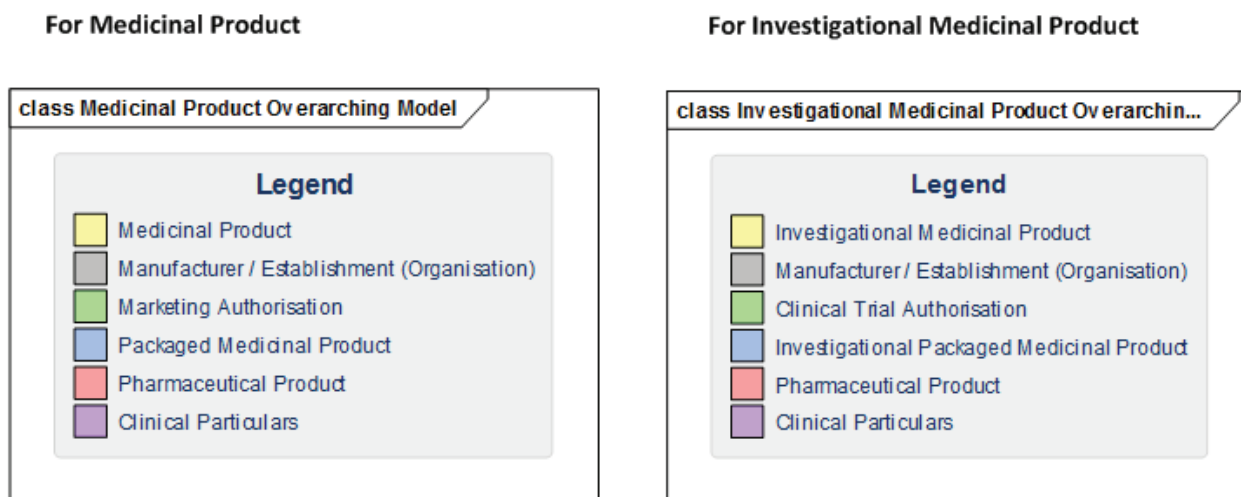 For Medicinal Product
class Medicinal Product Overarching Model
Legend
Medicinal Product
Manufacturer / Establishment (Organisation)
Marketing Authorisation
Packaged Medicinal Product
Pharmaceutical Product
Clinical Particulars
For Investigational Medicinal Product
class Investigational Medicinal Product Overarchin...
Legend
Investigational Medicinal Product
Manufacturer / Establishment (Organisation)
Clinical Trial Authorisation
Investigational Packaged Medicinal Product
Pharmaceutical Product
Clinical Particulars